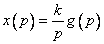 x(p) = k/p g(p)